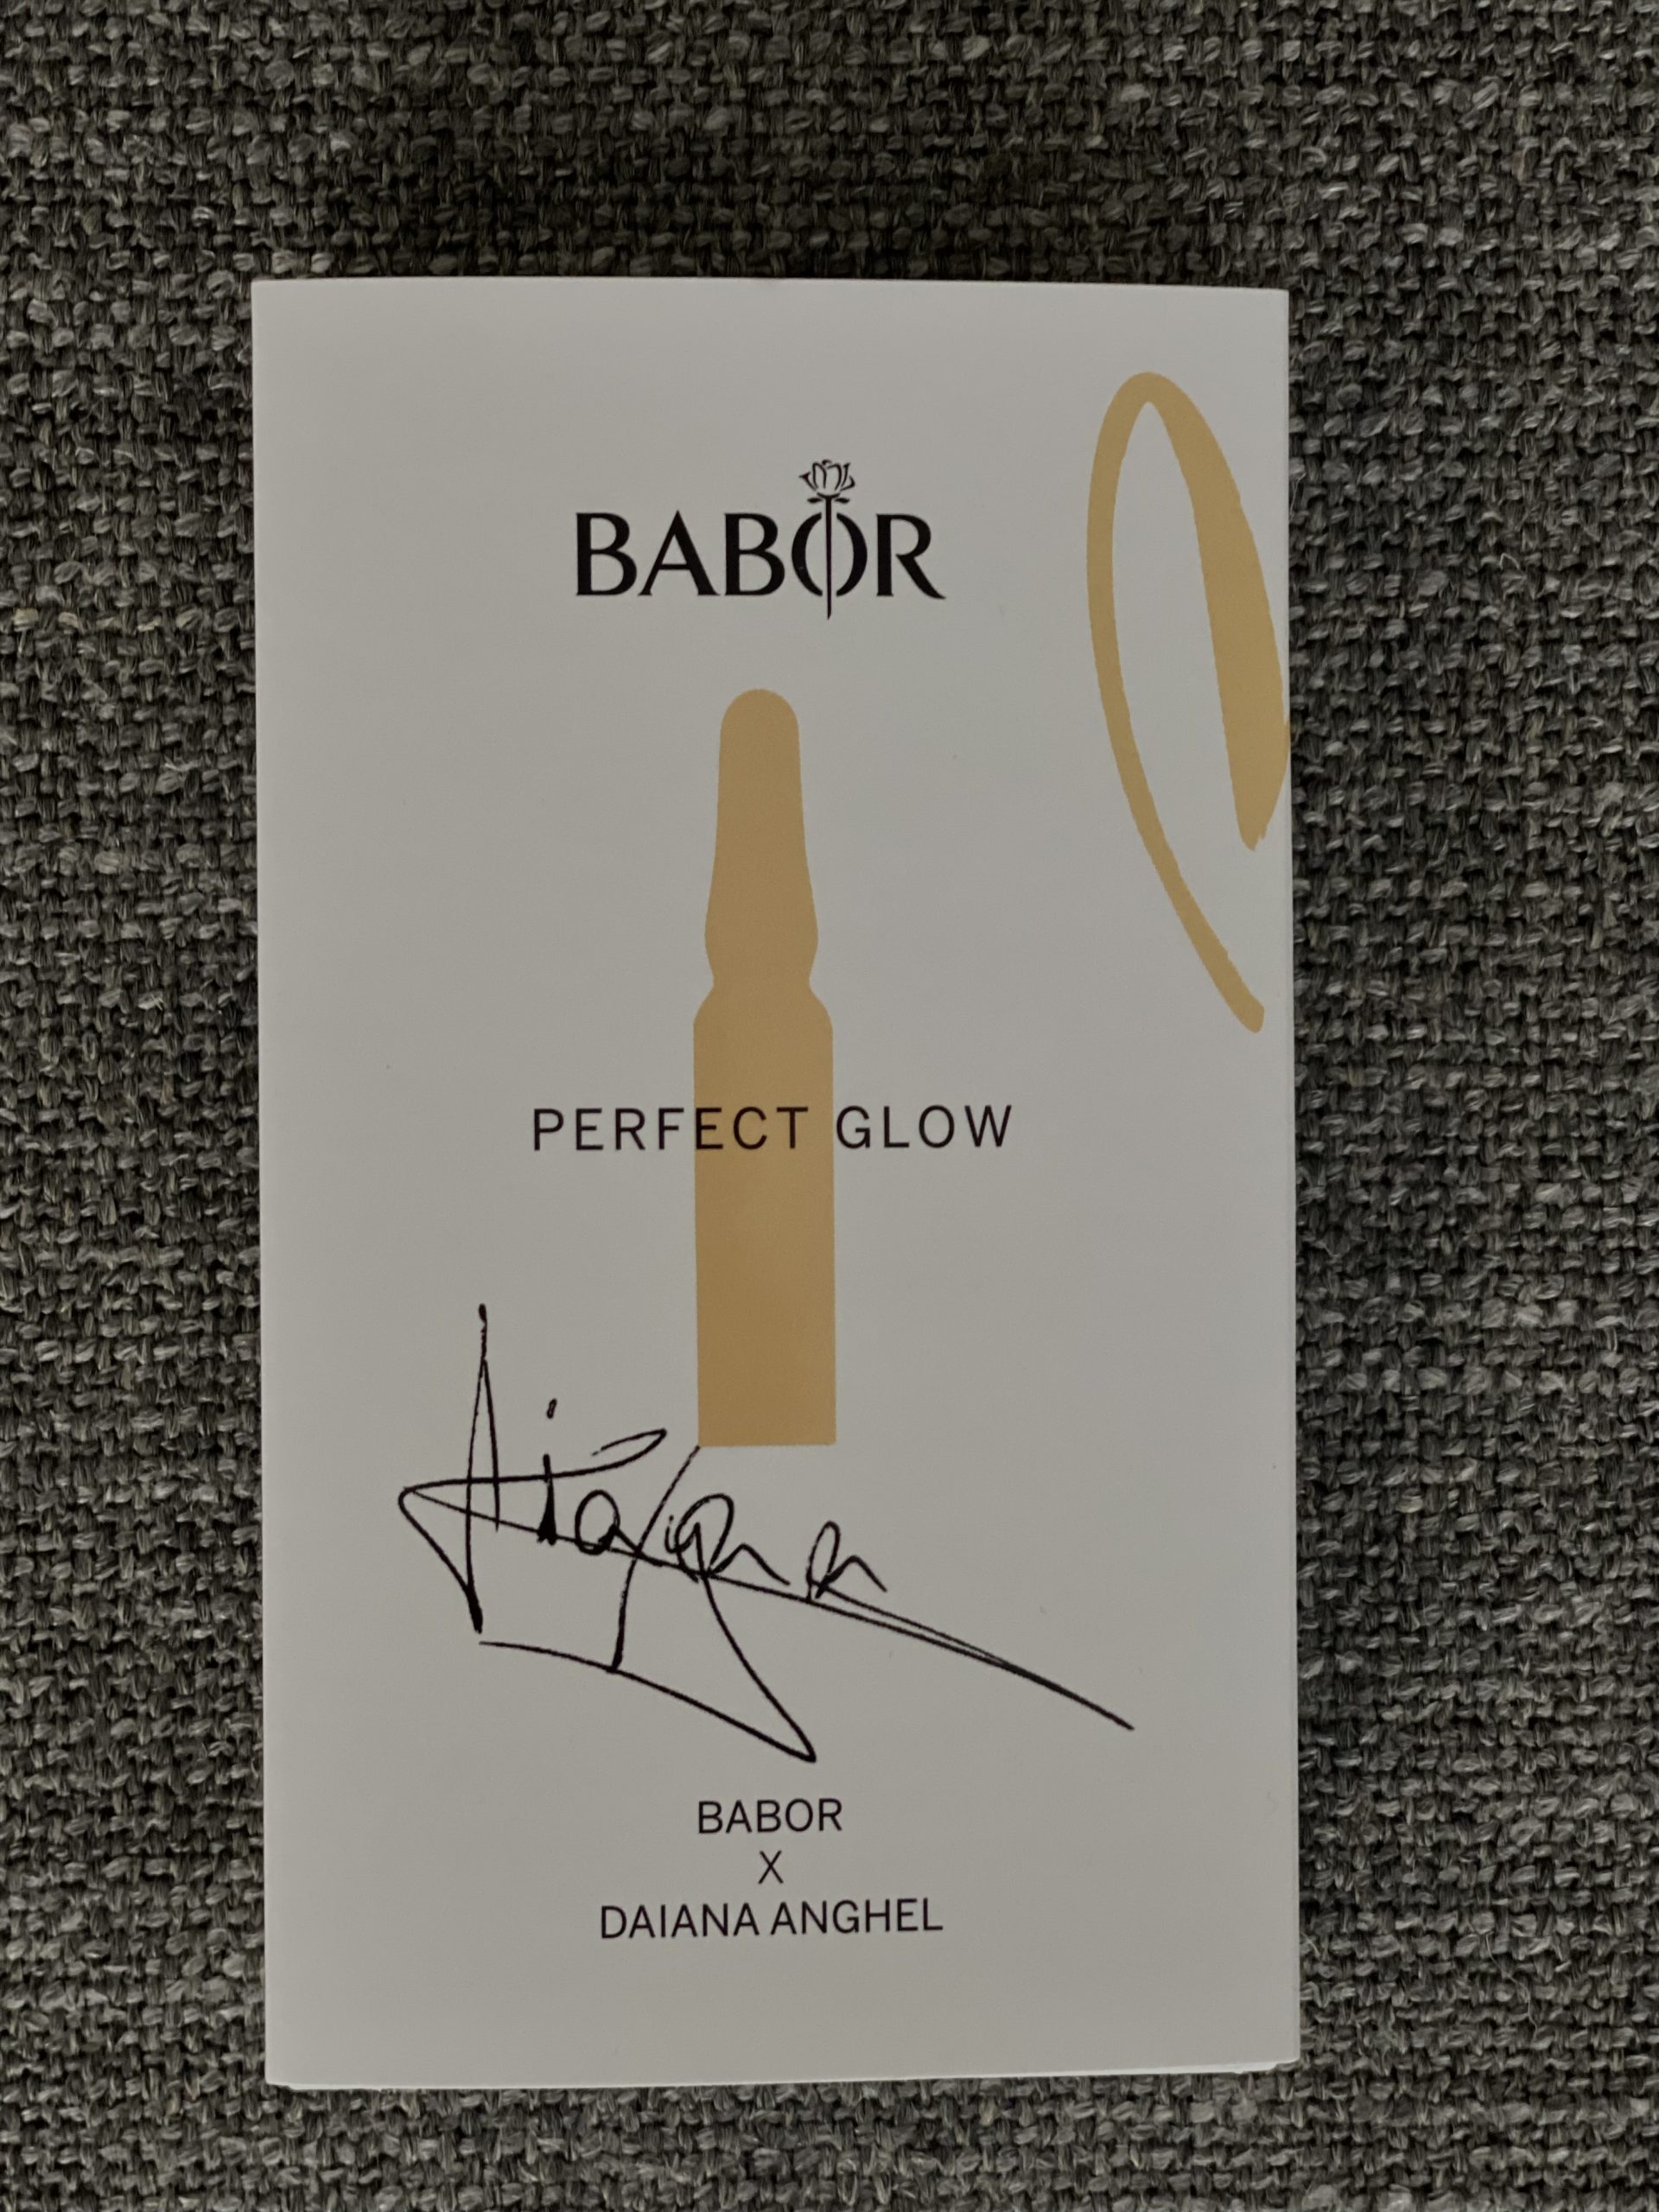 BABOR
PERFECT GLOW
BABOR
X
DAIANA ANGHEL